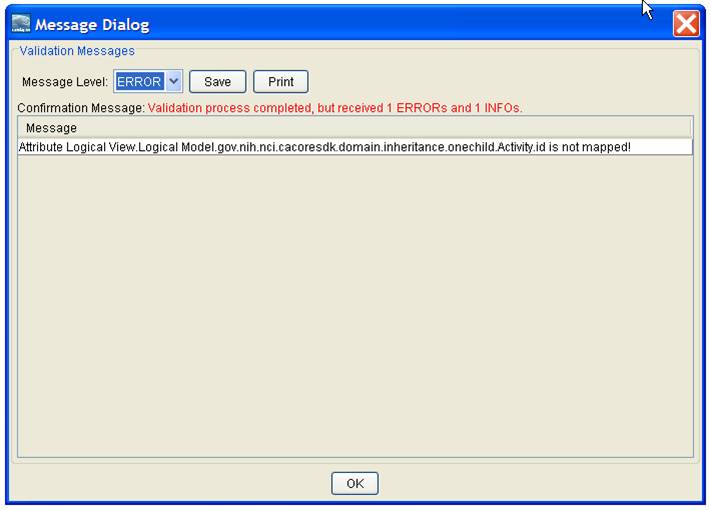 Message Dialog
Validation Messages
Message Level: ERROR Save Print
Confirmation Message: Validation process completed, but received 1 ERRORs and 1 INFOs.
Message
Attribute Logical View.Logical Model.gov.nih.nci.cacoresdk.domain.inheritance.onechild.Activity.id is not mapped!
OK